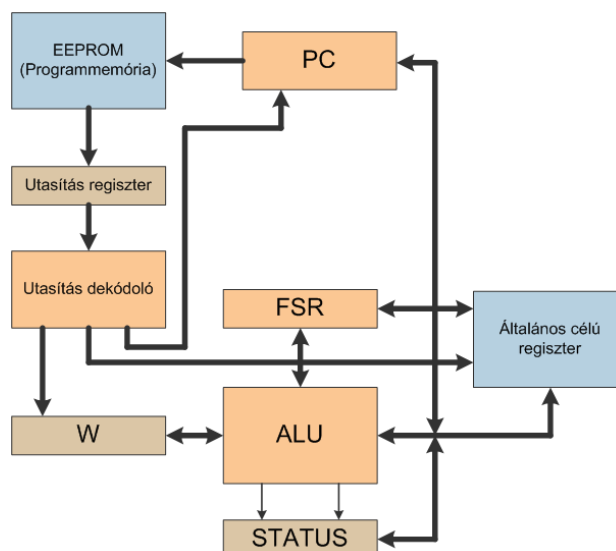 EEPROM
(Programmemória)
PC
Utasítás regiszter
Utasítás dekódoló
FSR
Általános célú
regiszter
W
ALU
STATUS